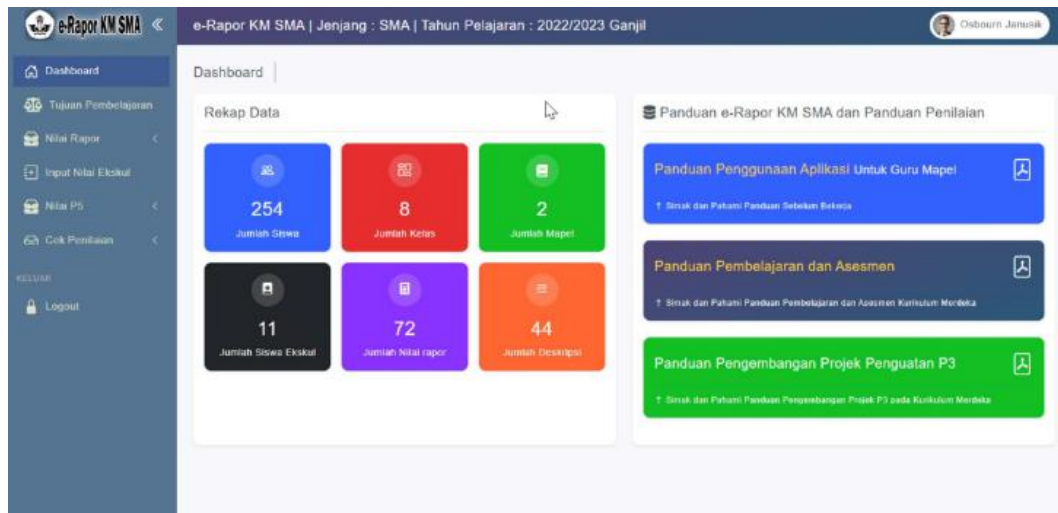 e-Rapor KM SMA
e-Rapor KM SMA | Jenjang : SMA | Tahun Pelajaran : 2022/2023 Ganjil
Osbourn Janusik
Dashboard
Tujuan Pembelajaran
Nilai Rapor
Input Nilai Ekskul
Nilai P5
Cek Penilaian
KELUAR
Logout
Dashboard
Rekap Data
254
Jumlah Siswa
8
Jumlah Kelas
2
Jumlah Mapel
11
Jumlah Siswa Ekskul
72
Jumlah Nilai rapor
44
Jumlah Deskripsi
Panduan e-Rapor KM SMA dan Panduan Penilaian
Panduan Penggunaan Aplikasi Untuk Guru Mapel
↑ Simak dan Pahami Panduan Sebelum Bekerja
Panduan Pembelajaran dan Asesmen
↑ Simak dan Pahami Panduan Pembelajaran dan Asesmen Kurikulum Merdeka
Panduan Pengembangan Projek Penguatan P3
↑ Simak dan Pahami Panduan Pengembangan Projek P3 pada Kurikulum Merdeka